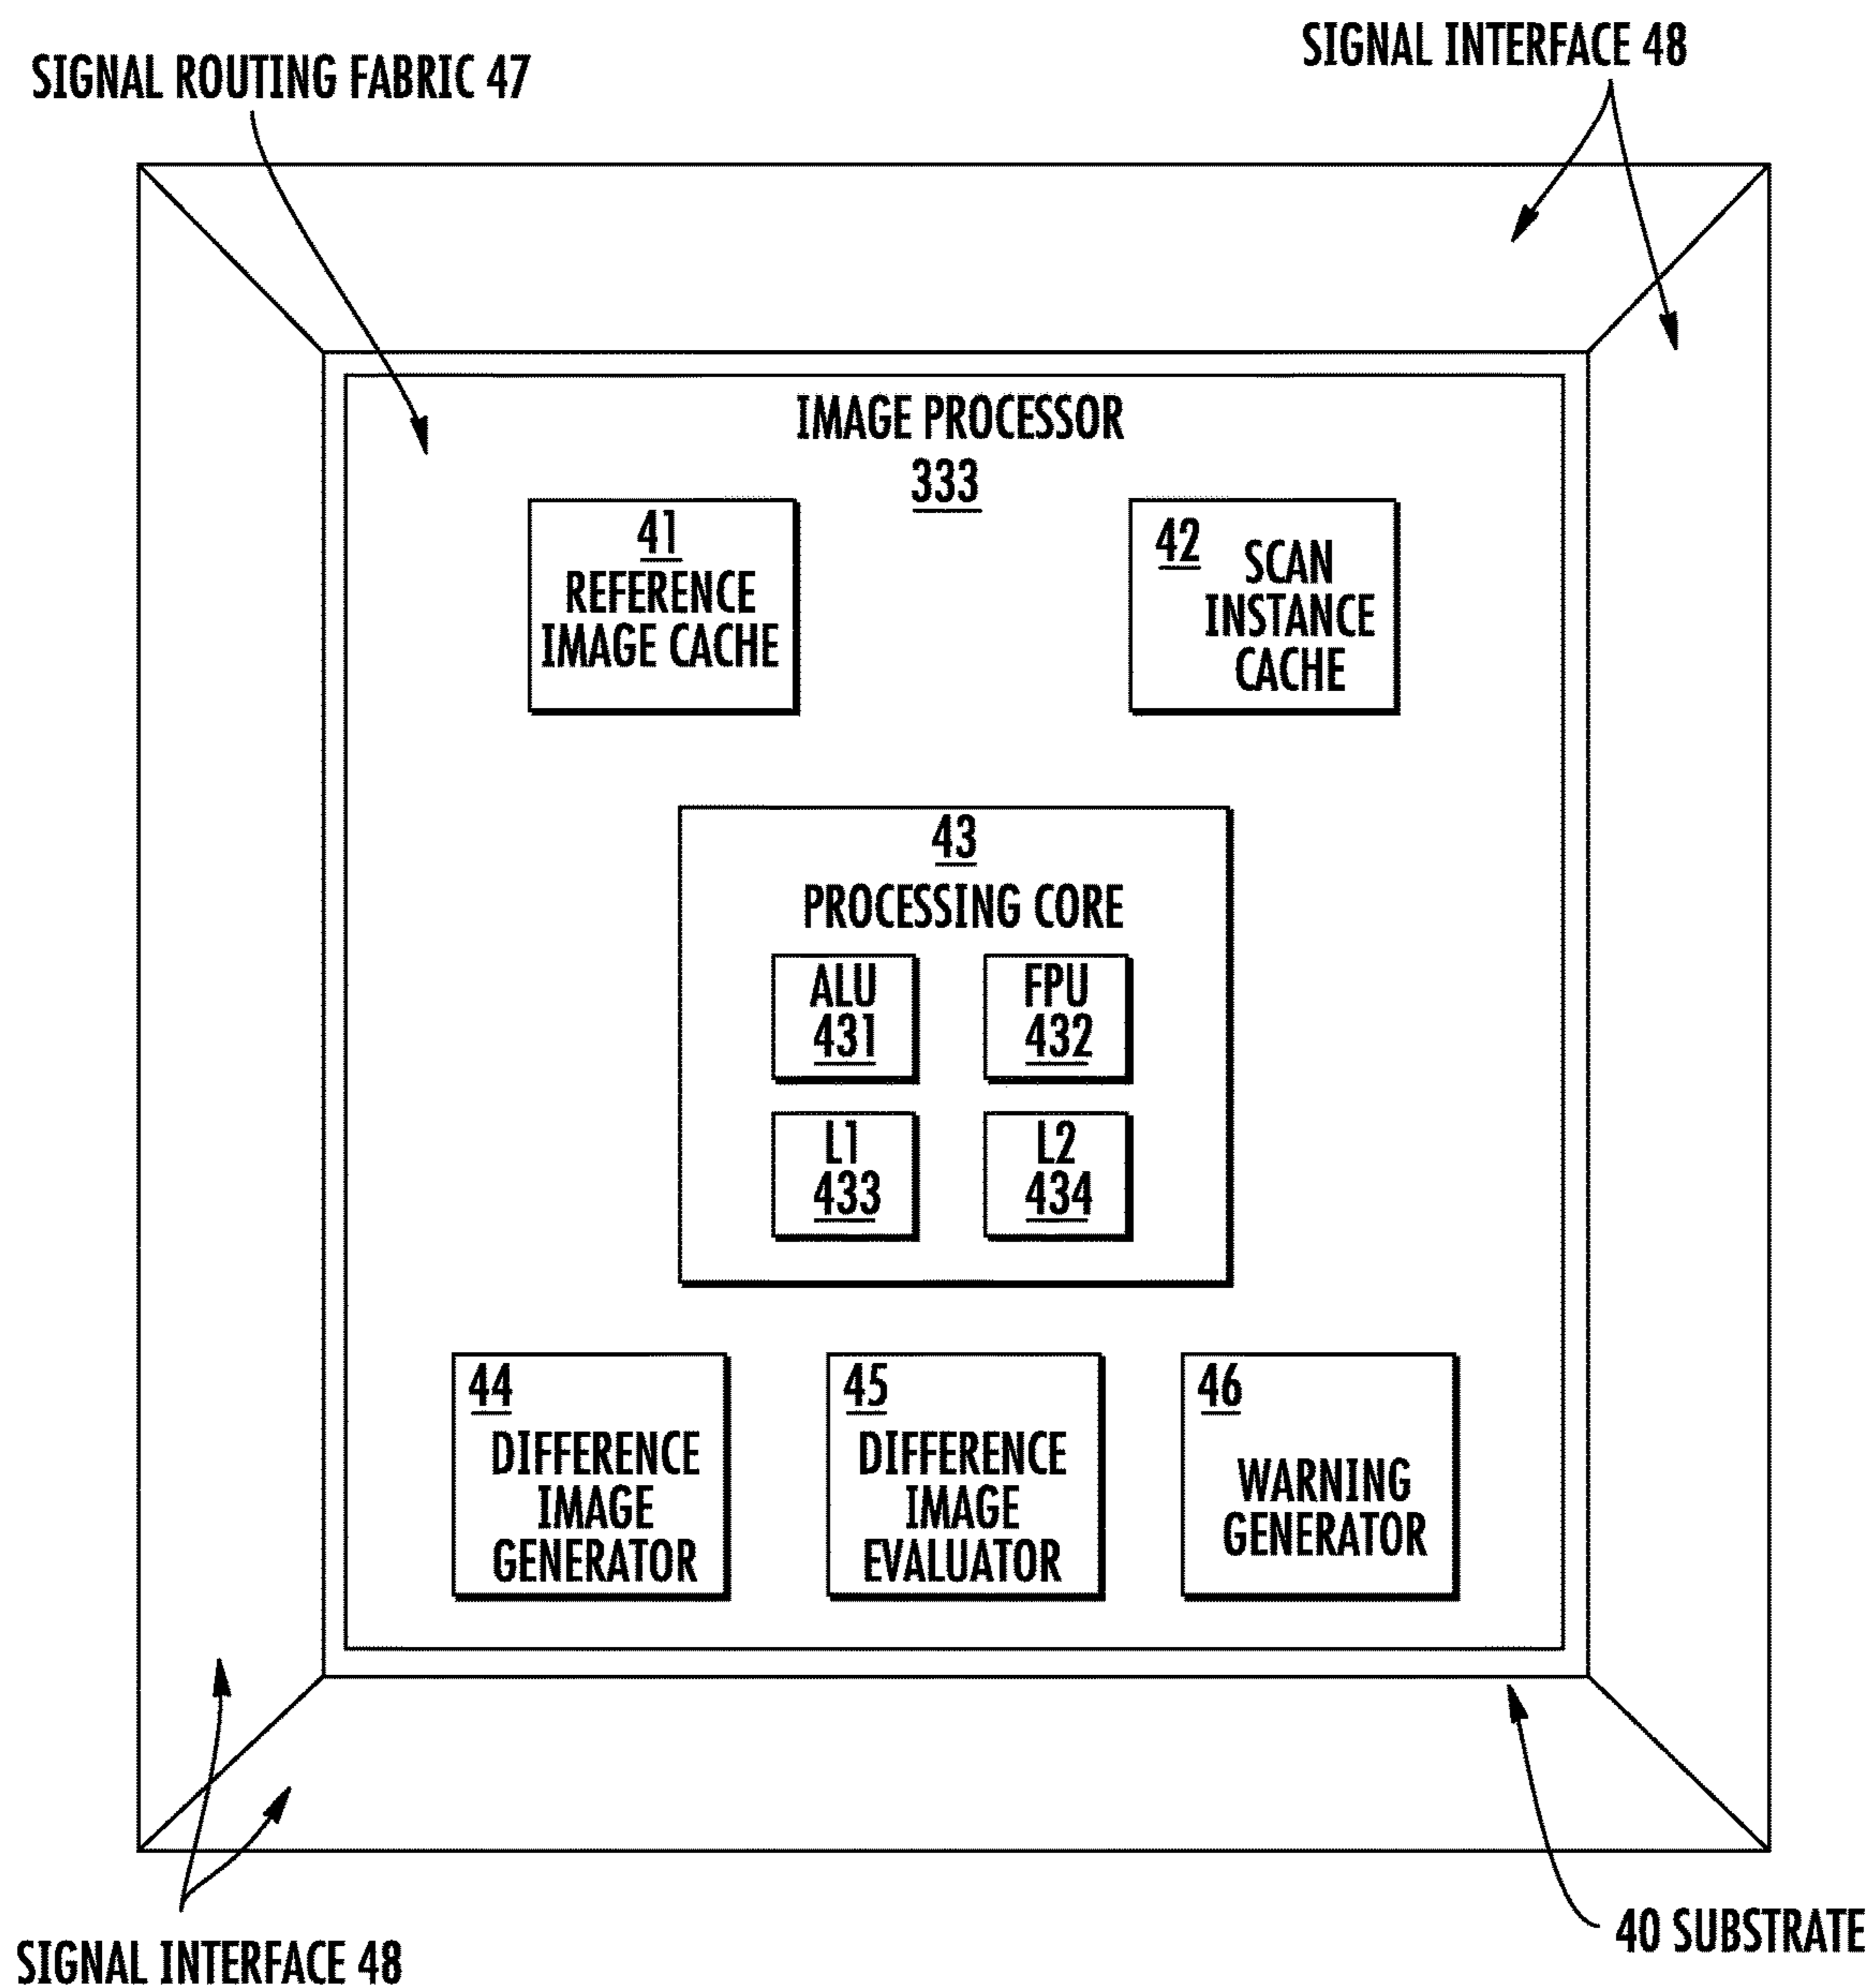 SIGNAL INTERFACE 48
SIGNAL ROUTING FABRIC 47
IMAGE PROCESSOR
333
41
REFERENCE
IMAGE CACHE
42
SCAN
INSTANCE
CACHE
43
PROCESSING CORE
ALU
431
FPU
432
L1
433
L2
434
44
DIFFERENCE
IMAGE
GENERATOR
45
DIFFERENCE
IMAGE
EVALUATOR
46
WARNING
GENERATOR
40 SUBSTRATE
SIGNAL INTERFACE 48